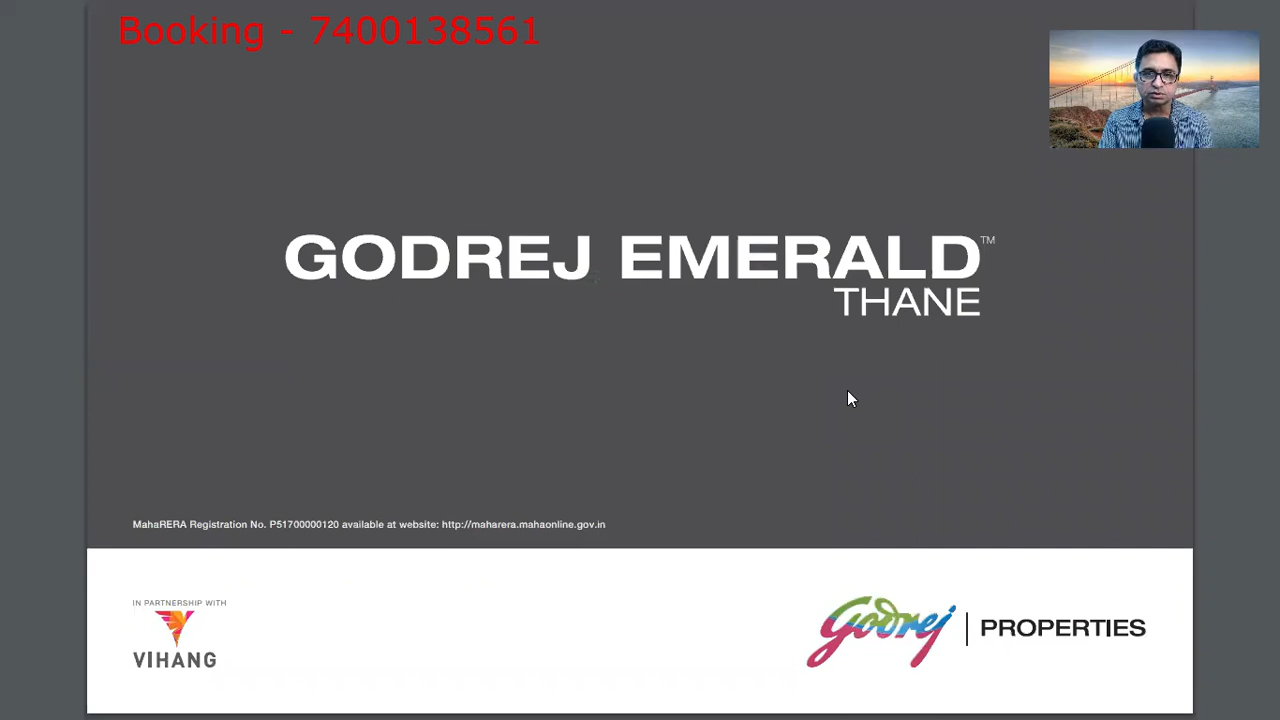 Booking - 7400138561
GODREJ EMERALD™
THANE
MahaRERA Registration No. P51700000120 available at website: http://maharera.mahaonline.gov.in
IN PARTNERSHIP WITH
VIHANG
Godrej | PROPERTIES